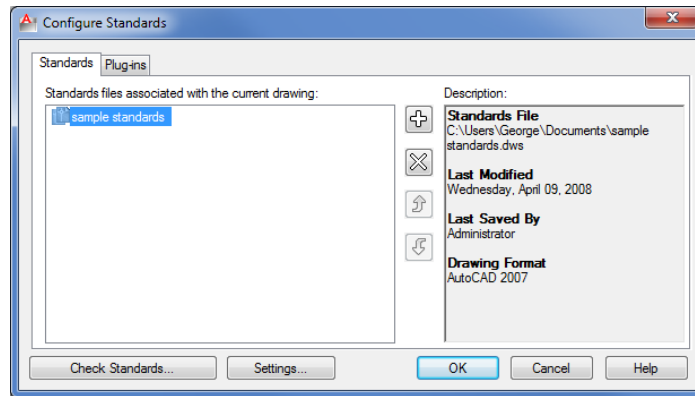 Configure Standards
Standards
Plug-ins
Standards files associated with the current drawing:
sample standards
Description:
Standards File
C:\Users\George\Documents\sample
standards.dws
Last Modified
Wednesday, April 09, 2008
Last Saved By
Administrator
Drawing Format
AutoCAD 2007
Check Standards...
Settings...
OK
Cancel
Help